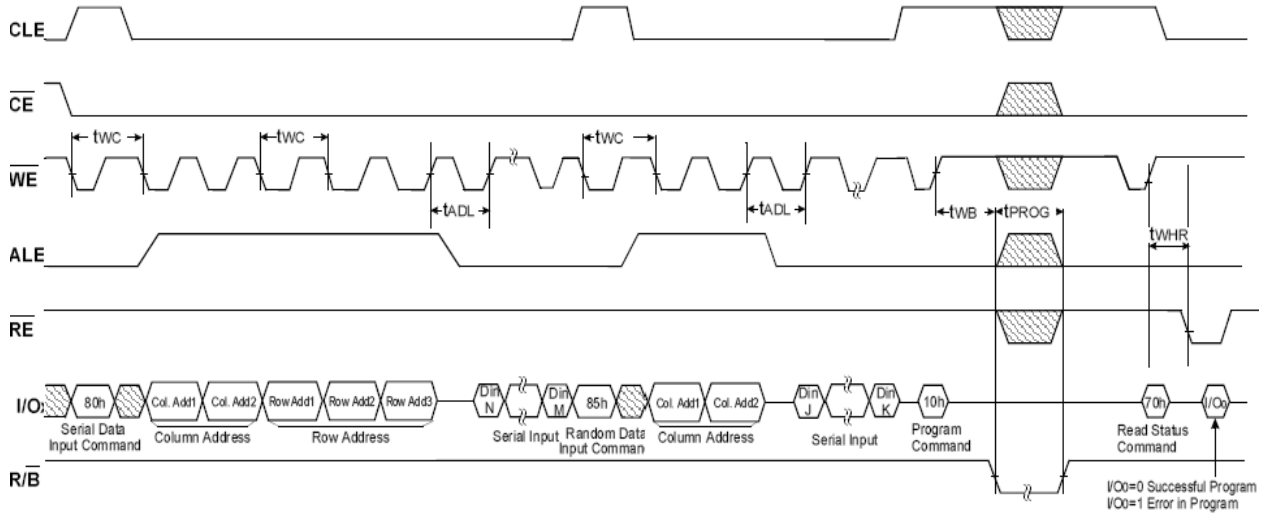 CLE
CE
tWC
tWC
tWC
WE
tADL
tADL
tWB
tPROG
tWHR
ALE
RE
I/Ox
80h
Col. Add1
Col. Add2
Row Add1
Row Add2
Row Add3
Din
N
Din
M
85h
Col. Add1
Col. Add2
Din
J
Din
K
10h
70h
I/O0
Serial Data
Input Command
Column Address
Row Address
Serial Input
Random Data
Input Command
Column Address
Serial Input
Program
Command
Read Status
Command
R/B
I/O0=0 Successful Program
I/O0=1 Error in Program